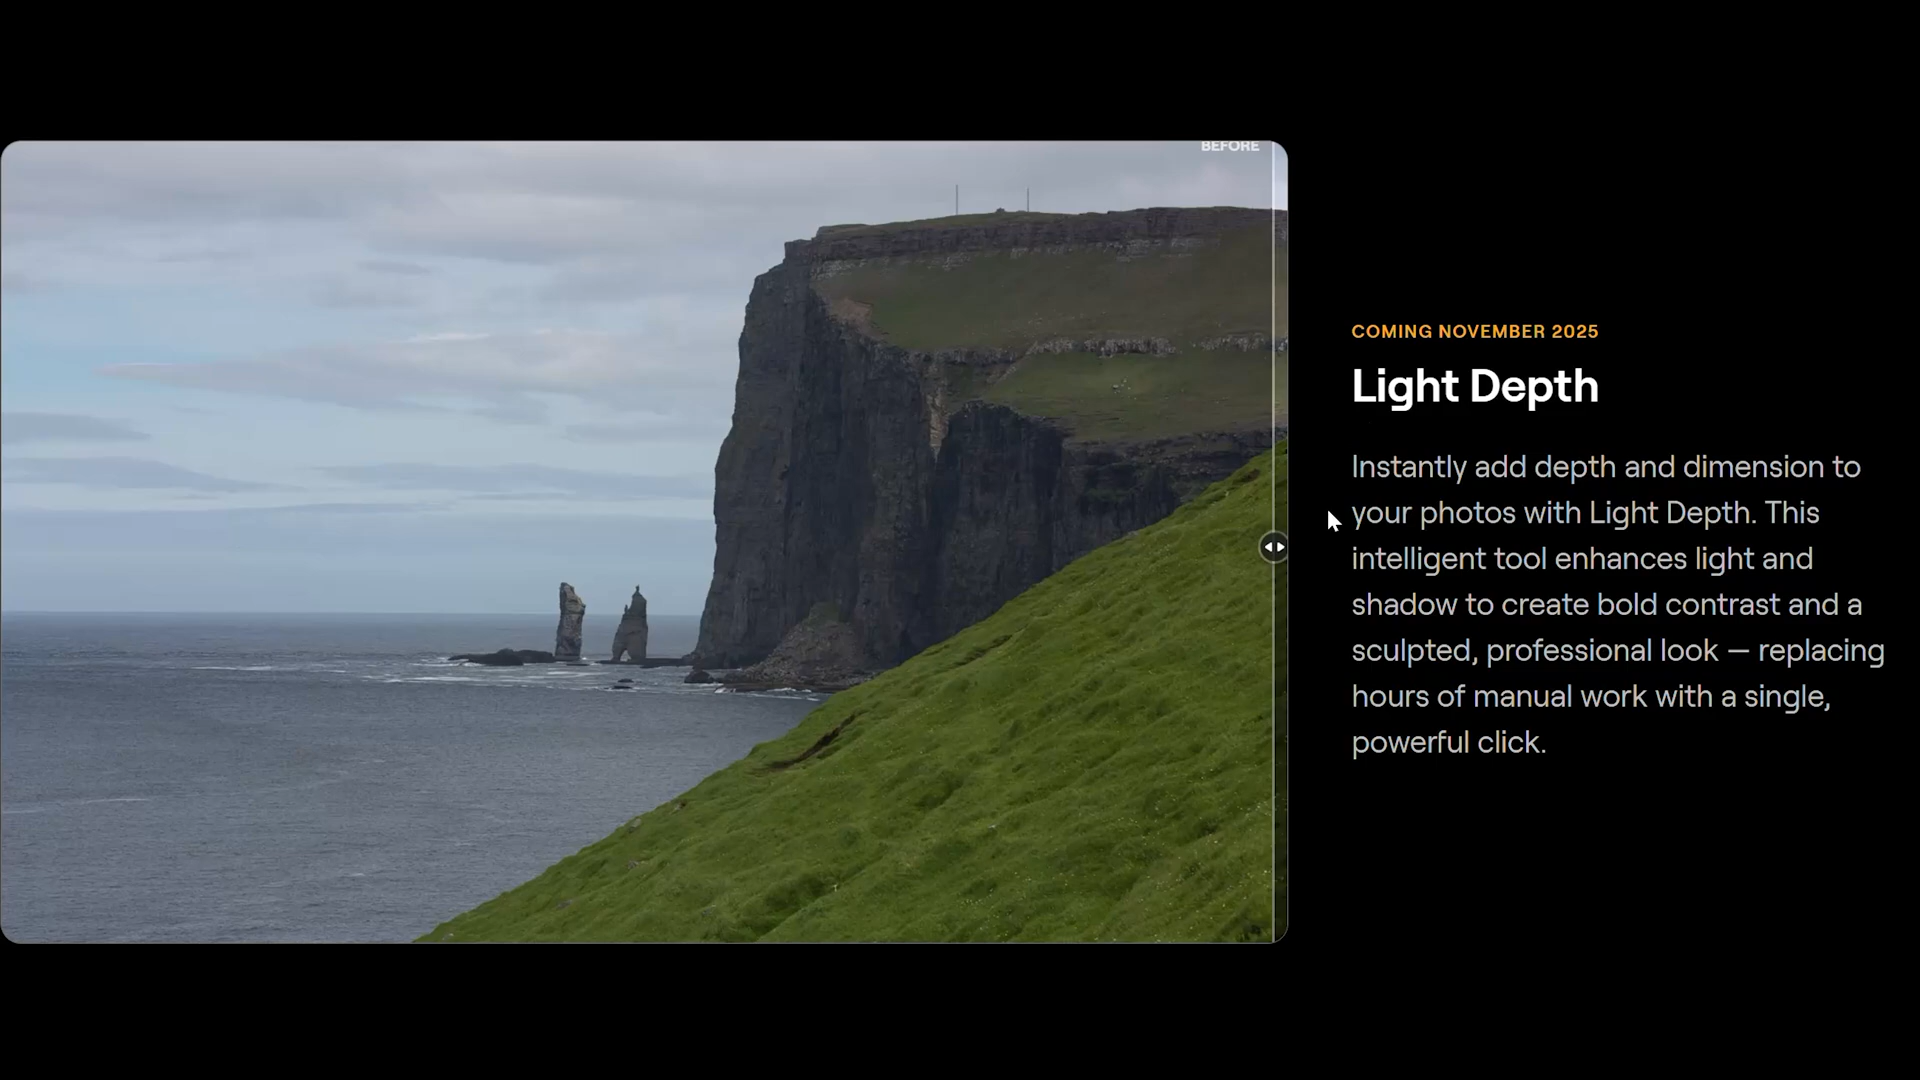 BEFORE
COMING NOVEMBER 2025
Light Depth
Instantly add depth and dimension to
your photos with Light Depth. This
intelligent tool enhances light and
shadow to create bold contrast and a
sculpted, professional look — replacing
hours of manual work with a single,
powerful click.